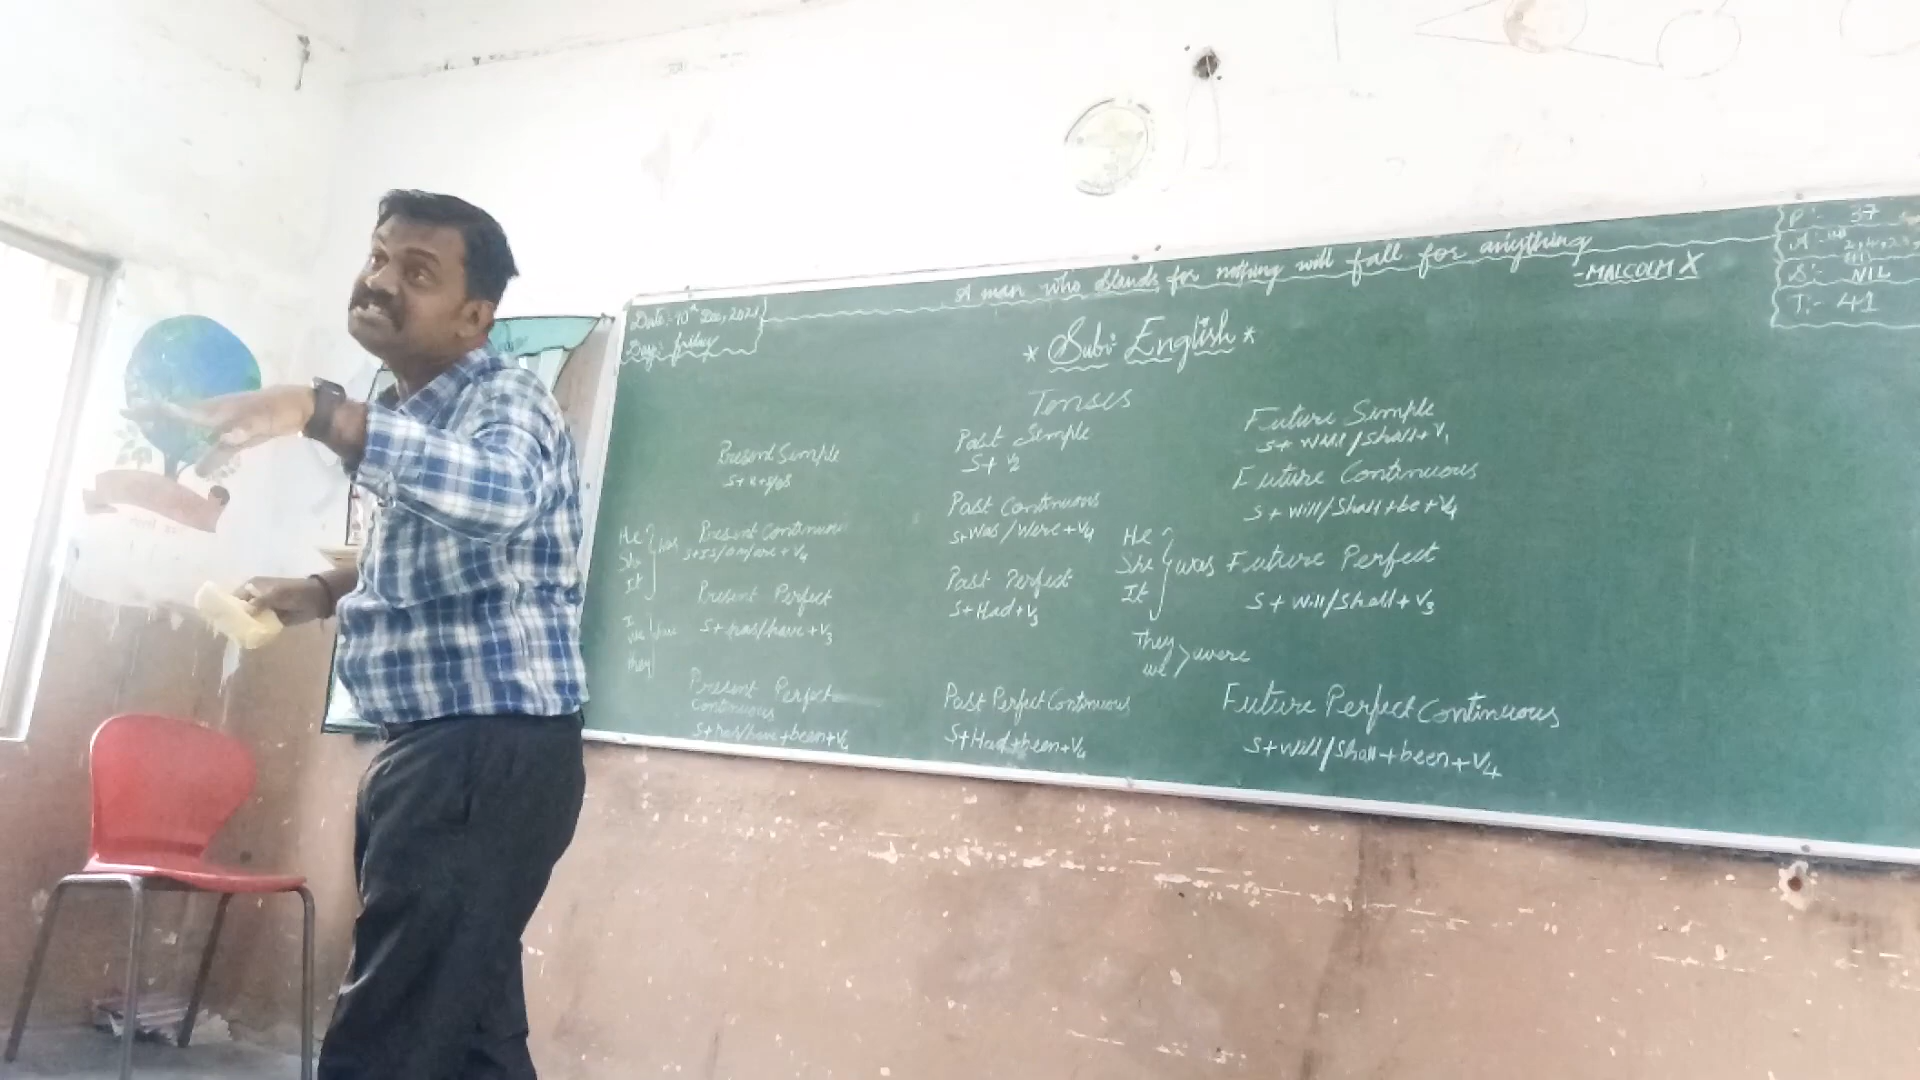 A man who stands for nothing will fall for anything
-MALCOLM X
Date:- 10th Dec, 2021
Day:- friday
P:- 37
2,4,23,
S:- NIL
T:- 41
* Sub: English *
Tenses
Present Simple
Present Continuous
S+Is/am/are + V4
Present Perfect
S+ has/have + V3
Present Perfect
Continuous
S+has/have+been+V4
He
She
It
was
I
we
they
Past Simple
S+ V2
Past Continuous
S+Was/Were+V4
Past Perfect
S+Had+V3
Past Perfect Continuous
S+Had+been+V4
He
She
It
was
They
we
were
Future Simple
S+ Will/Shall+V1
Future Continuous
S+ Will/Shall+be+V4
Future Perfect
S+ Will/Shall+V3
Future Perfect Continuous
S+Will/Shall+been+V4